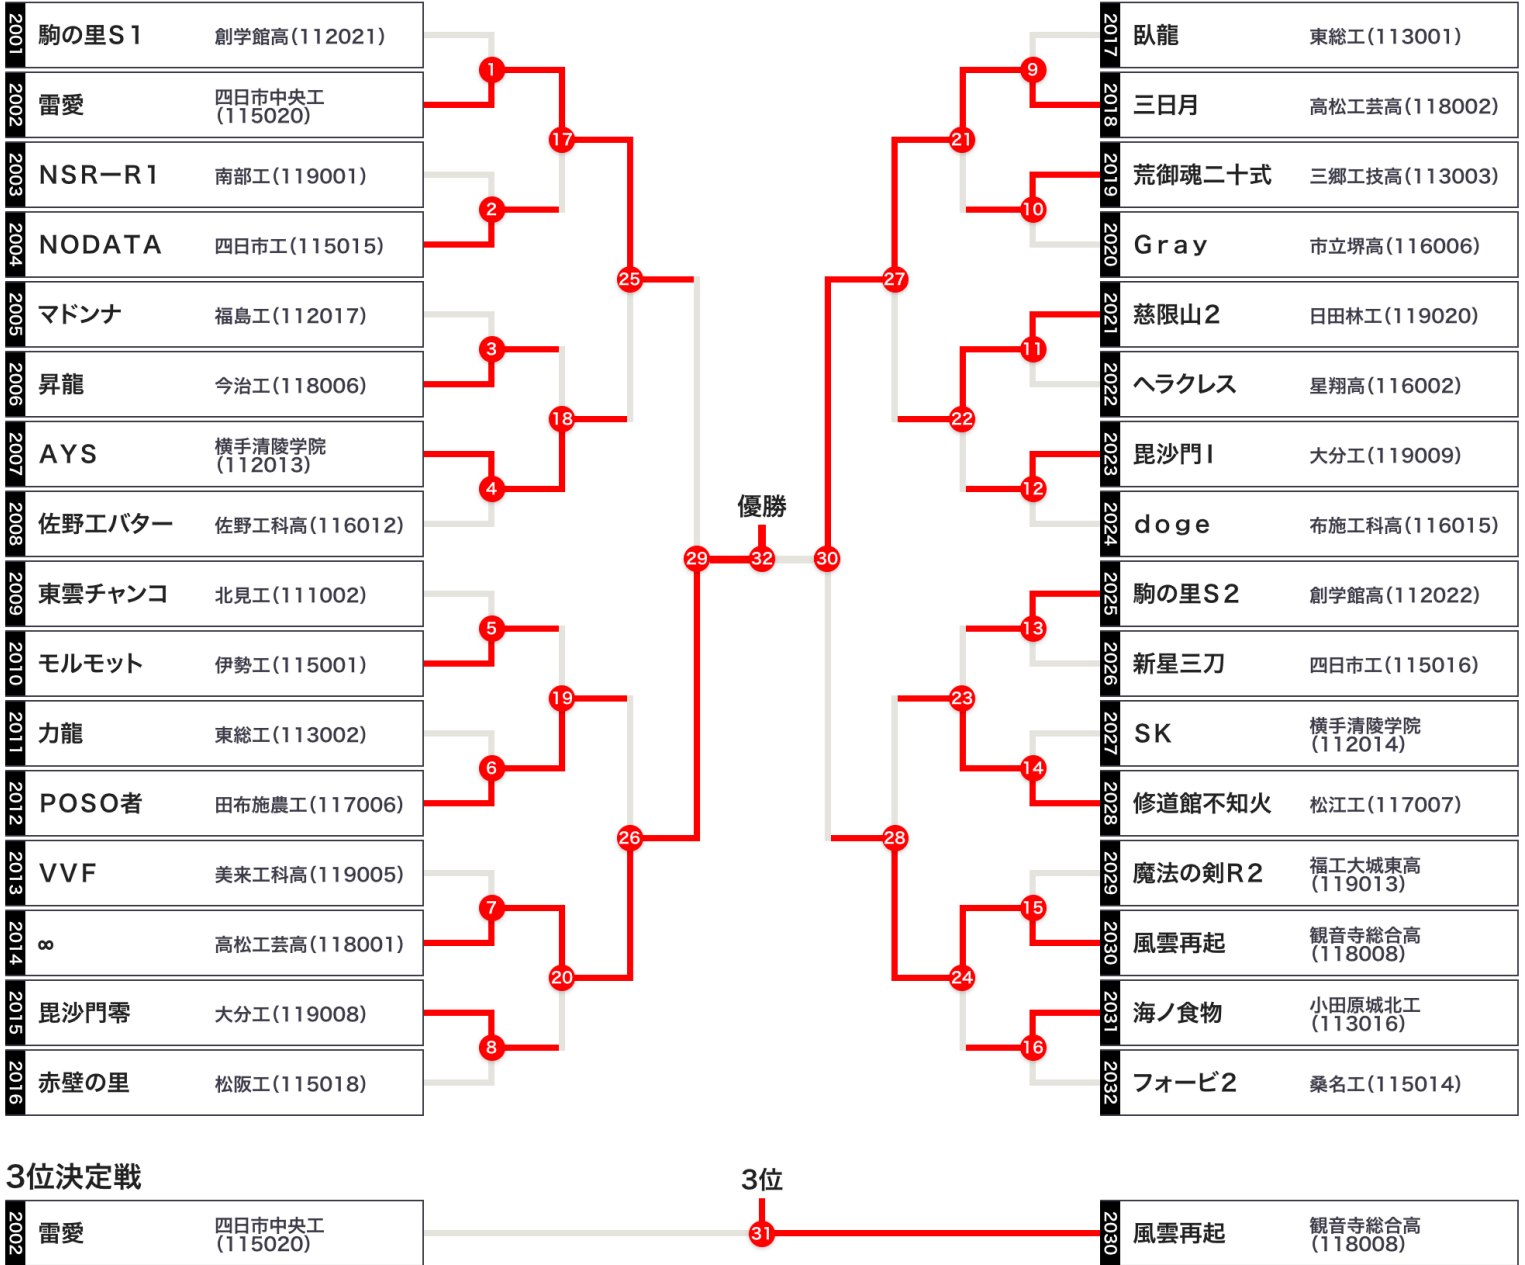 2001 駒の里S1 創学館高(112021)
2002 雷愛 四日市中央工
(115020)
2003 NSRーR1 南部工(119001)
2004 NODATA 四日市工(115015)
2005 マドンナ 福島工(112017)
2006 昇龍 今治工(118006)
2007 AYS 横手清陵学院
(112013)
2008 佐野工バター 佐野工科高(116012)
2009 東雲チャンコ 北見工(111002)
2010 モルモット 伊勢工(115001)
2011 力龍 東総工(113002)
2012 POSO者 田布施農工(117006)
2013 VVF 美来工科高(119005)
2014 ∞ 高松工芸高(118001)
2015 毘沙門零 大分工(119008)
2016 赤壁の里 松阪工(115018)
1
2
3
4
5
6
7
8
17
18
19
20
25
26
29
優勝
32
30
27
28
21
22
23
24
9
10
11
12
13
14
15
16
2017 臥龍 東総工(113001)
2018 三日月 高松工芸高(118002)
2019 荒御魂二十式 三郷工技高(113003)
2020 Gray 市立堺高(116006)
2021 慈限山2 日田林工(119020)
2022 ヘラクレス 星翔高(116002)
2023 毘沙門Ⅰ 大分工(119009)
2024 doge 布施工科高(116015)
2025 駒の里S2 創学館高(112022)
2026 新星三刀 四日市工(115016)
2027 SK 横手清陵学院
(112014)
2028 修道館不知火 松江工(117007)
2029 魔法の剣R2 福工大城東高
(119013)
2030 風雲再起 観音寺総合高
(118008)
2031 海ノ食物 小田原城北工
(113016)
2032 フォービ2 桑名工(115014)
3位決定戦
2002 雷愛 四日市中央工
(115020)
3位
31
2030 風雲再起 観音寺総合高
(118008)